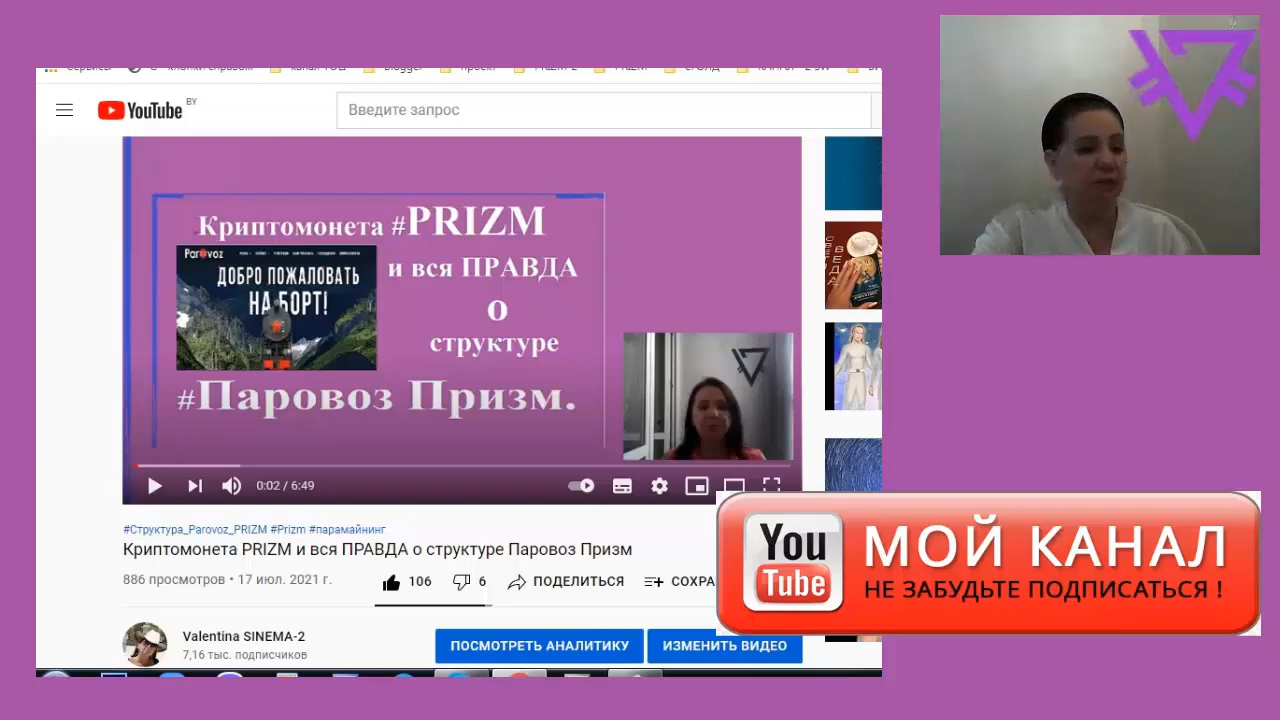 YouTube BY
Введите запрос
Криптомонета #PRIZM
Parovoz
ДОБРО ПОЖАЛОВАТЬ
НА БОРТ!
и вся ПРАВДА
о
структуре
#Паровоз Призм.
0:02 / 6:49
#Структура_Parovoz_PRIZM #Prizm #парамайнинг
Криптомонета PRIZM и вся ПРАВДА о структуре Паровоз Призм
886 просмотров • 17 июл. 2021 г.
106
6
ПОДЕЛИТЬСЯ
СОХРА
Valentina SINEMA-2
7,16 тыс. подписчиков
ПОСМОТРЕТЬ АНАЛИТИКУ
ИЗМЕНИТЬ ВИДЕО
You
Tube
МОЙ КАНАЛ
НЕ ЗАБУДЬТЕ ПОДПИСАТЬСЯ !